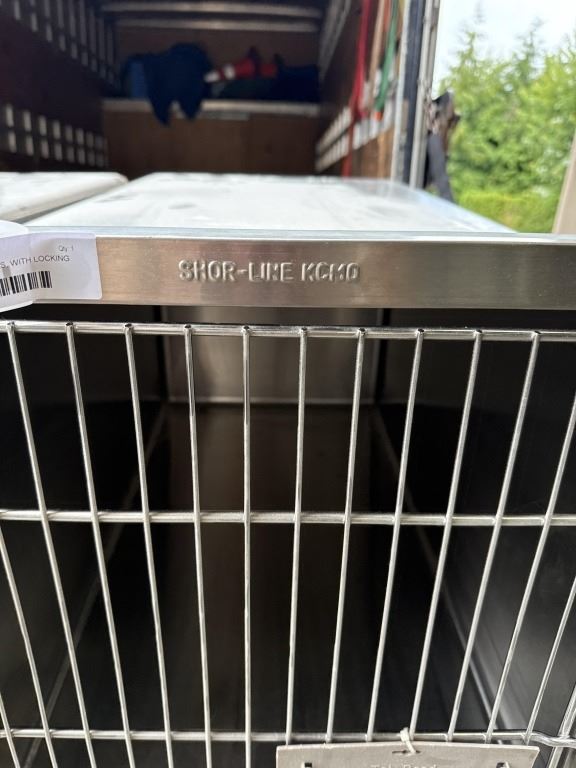 Qty: 1
S, WITH LOCKING
SHOR-LINE KCMO